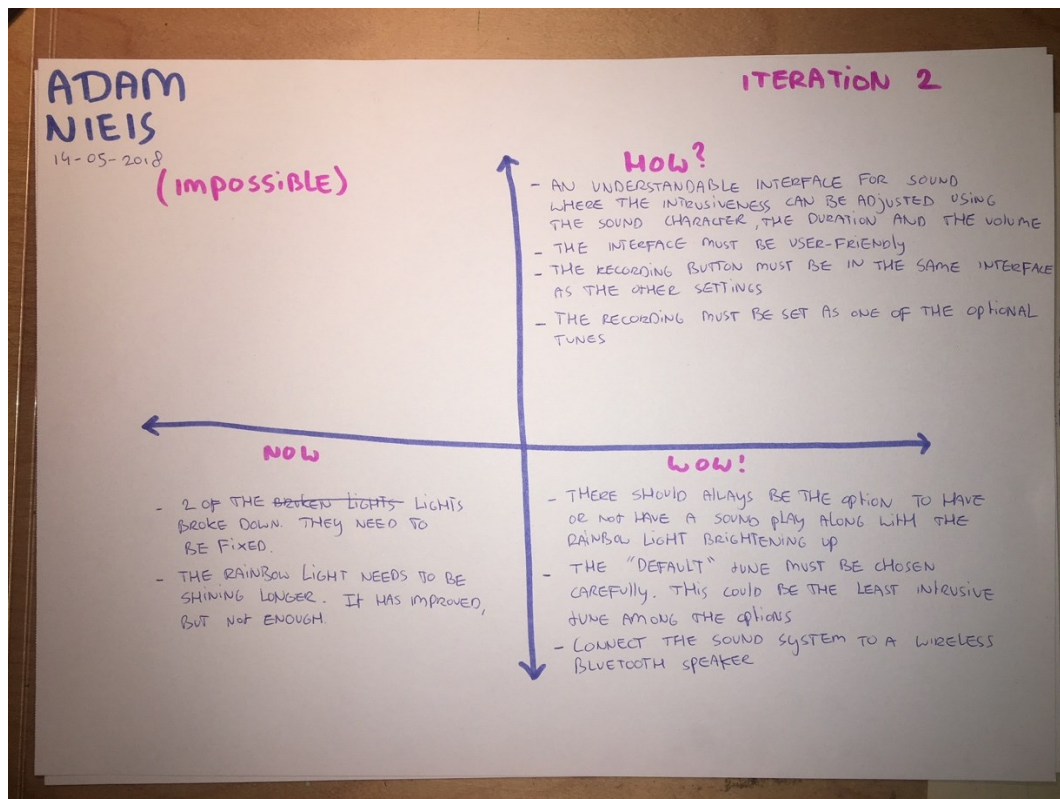 ADAM
NIEIS
14-05-2018
ITERATION 2
(IMPOSSIBLE)
HOW?
- AN UNDERSTANDABLE INTERFACE FOR SOUND
WHERE THE INTRUSIVENESS CAN BE ADJUSTED USING
THE SOUND CHARACTER, THE DURATION AND THE VOLUME
- THE INTERFACE MUST BE USER-FRIENDLY
- THE RECORDING BUTTON MUST BE IN THE SAME INTERFACE
AS THE OTHER SETTINGS
- THE RECORDING MUST BE SET AS ONE OF THE OPTIONAL
TUNES
NOW
- 2 OF THE BROKEN LIGHTS LIGHTS
BROKE DOWN. THEY NEED TO
BE FIXED.
- THE RAINBOW LIGHT NEEDS TO BE
SHINING LONGER. IT HAS IMPROVED,
BUT NOT ENOUGH.
WOW!
- THERE SHOULD ALWAYS BE THE OPTION TO HAVE
OR NOT HAVE A SOUND PLAY ALONG WITH THE
RAINBOW LIGHT BRIGHTENING UP
- THE "DEFAULT" TUNE MUST BE CHOSEN
CAREFULLY. THIS COULD BE THE LEAST INTRUSIVE
TUNE AMONG THE OPTIONS
- CONNECT THE SOUND SYSTEM TO A WIRELESS
BLUETOOTH SPEAKER